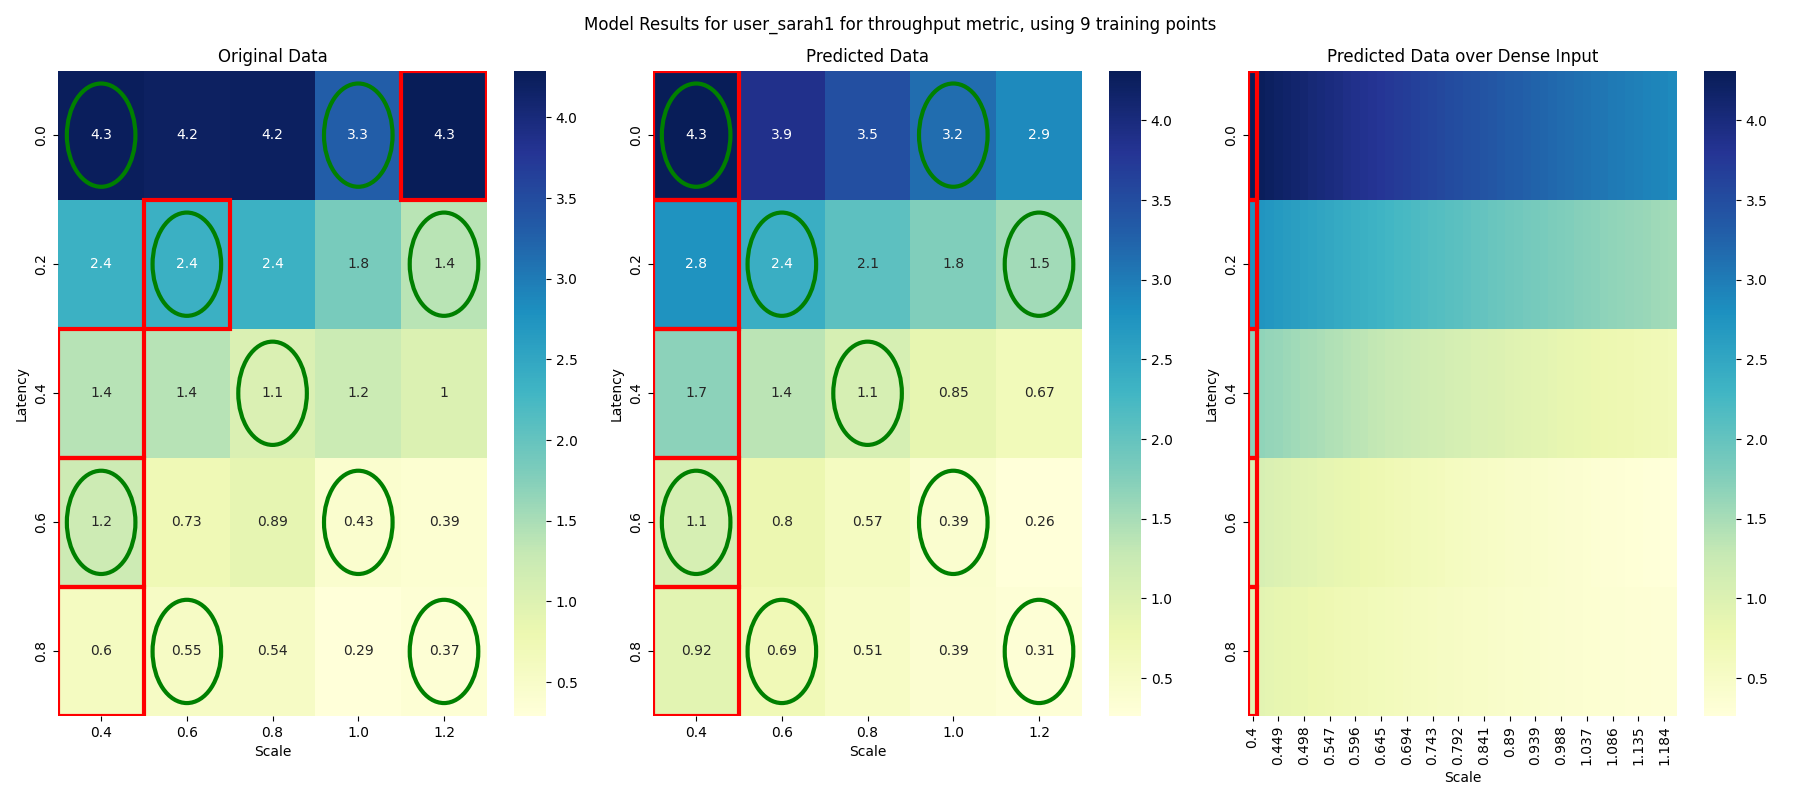 Model Results for user_sarah1 for throughput metric, using 9 training points
Original Data
0.0 4.3 4.2 4.2 3.3 4.3
0.2 2.4 2.4 2.4 1.8 1.4
0.4 1.4 1.4 1.1 1.2 1
0.6 1.2 0.73 0.89 0.43 0.39
0.8 0.6 0.55 0.54 0.29 0.37
Latency
0.4 0.6 0.8 1.0 1.2
Scale
4.0
3.5
3.0
2.5
2.0
1.5
1.0
0.5
Predicted Data
0.0 4.3 3.9 3.5 3.2 2.9
0.2 2.8 2.4 2.1 1.8 1.5
0.4 1.7 1.4 1.1 0.85 0.67
0.6 1.1 0.8 0.57 0.39 0.26
0.8 0.92 0.69 0.51 0.39 0.31
Latency
0.4 0.6 0.8 1.0 1.2
Scale
4.0
3.5
3.0
2.5
2.0
1.5
1.0
0.5
Predicted Data over Dense Input
0.0
0.2
0.4
0.6
0.8
Latency
0.4 0.449 0.498 0.547 0.596 0.645 0.694 0.743 0.792 0.841 0.89 0.939 0.988 1.037 1.086 1.135 1.184
Scale
4.0
3.5
3.0
2.5
2.0
1.5
1.0
0.5